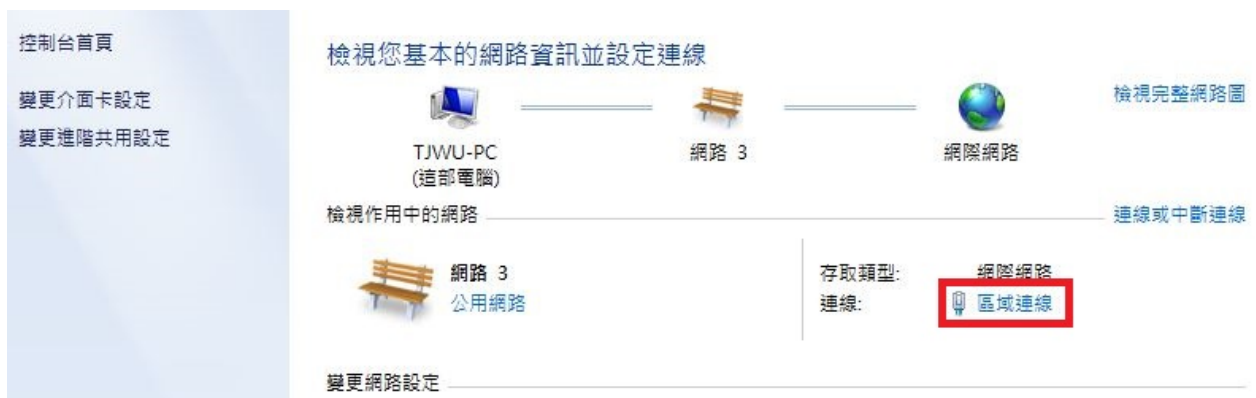 控制台首頁
變更介面卡設定
變更進階共用設定
檢視您基本的網路資訊並設定連線
檢視完整網路圖
TJWU-PC
(這部電腦)
網路 3
網際網路
檢視作用中的網路
連線或中斷連線
網路 3
公用網路
存取類型: 網際網路
連線: 區域連線
變更網路設定